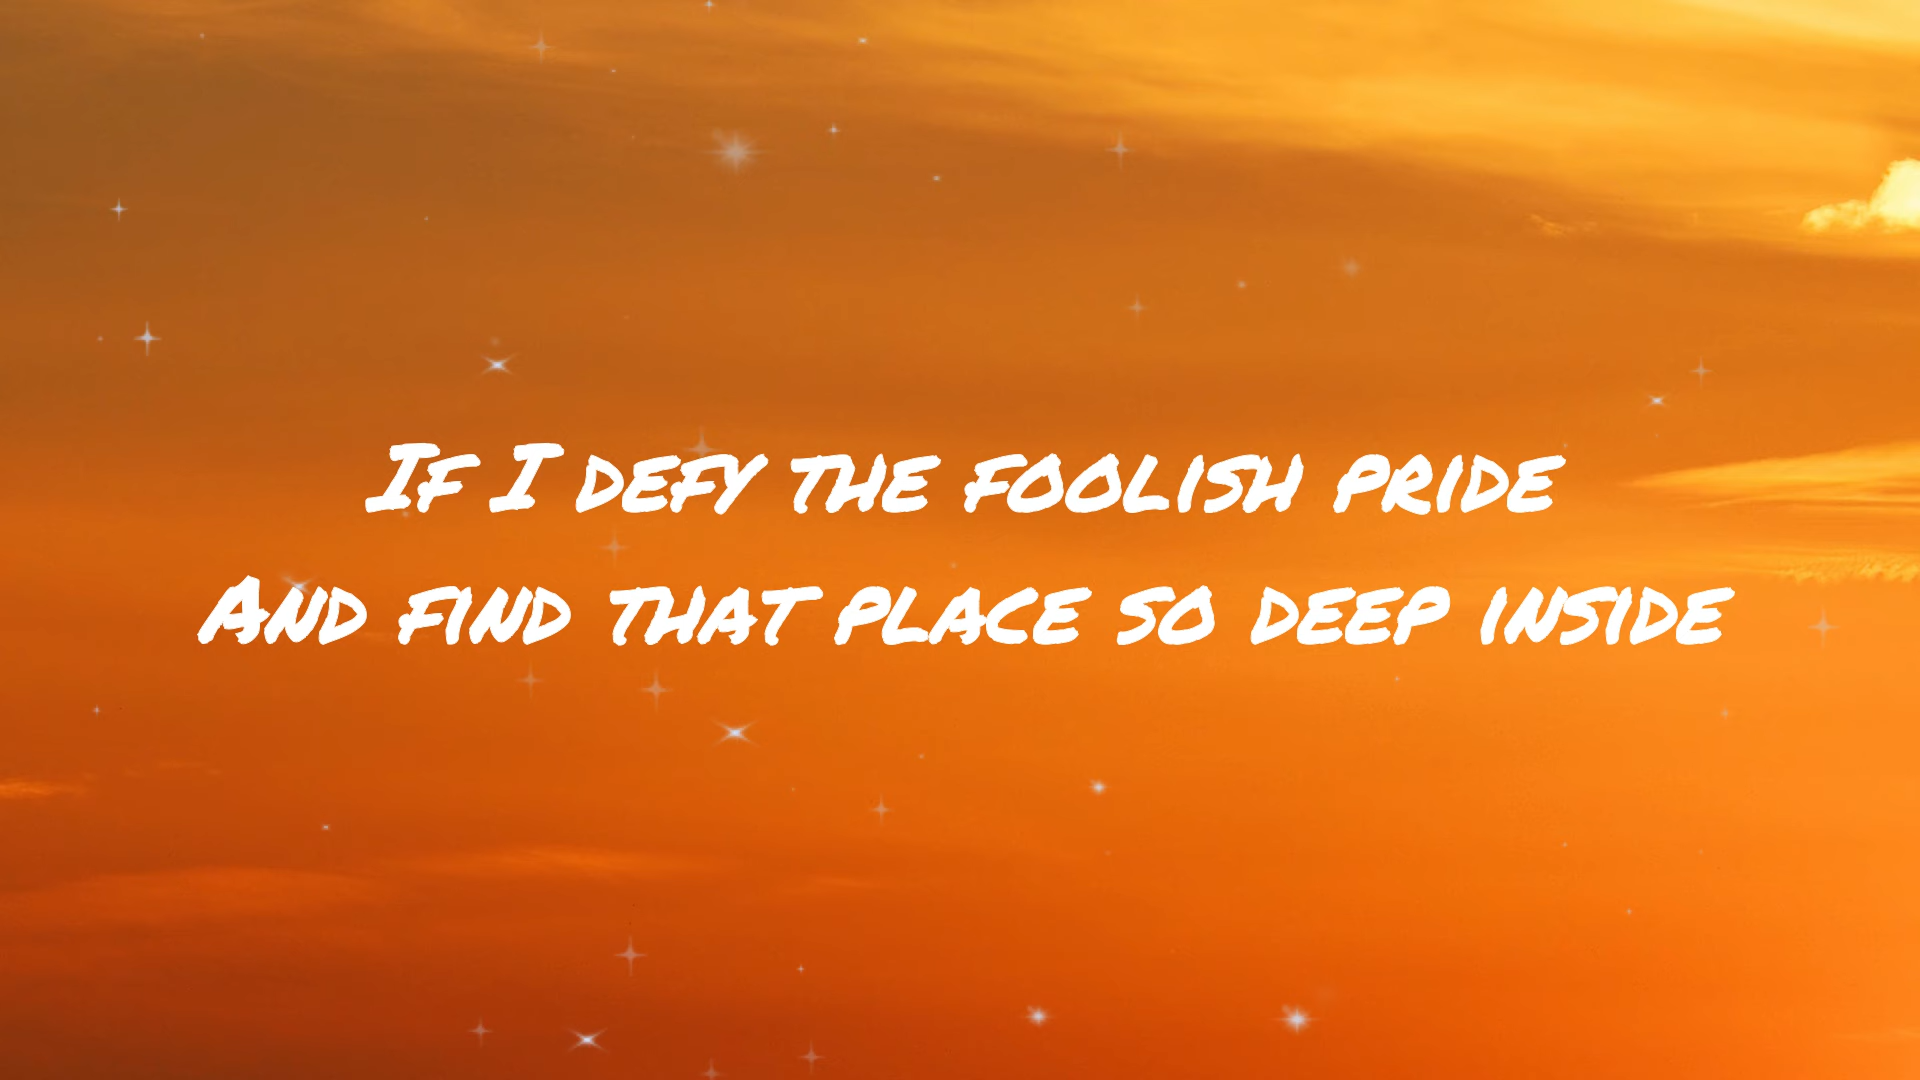 If I defy the foolish pride
And find that place so deep inside